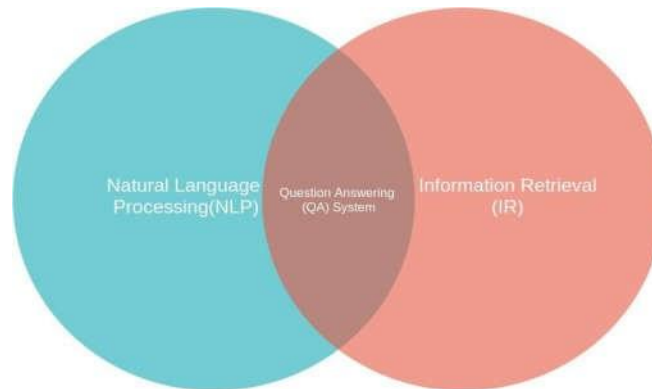 Natural Language
Processing(NLP)
Question Answering
(QA) System
Information Retrieval
(IR)